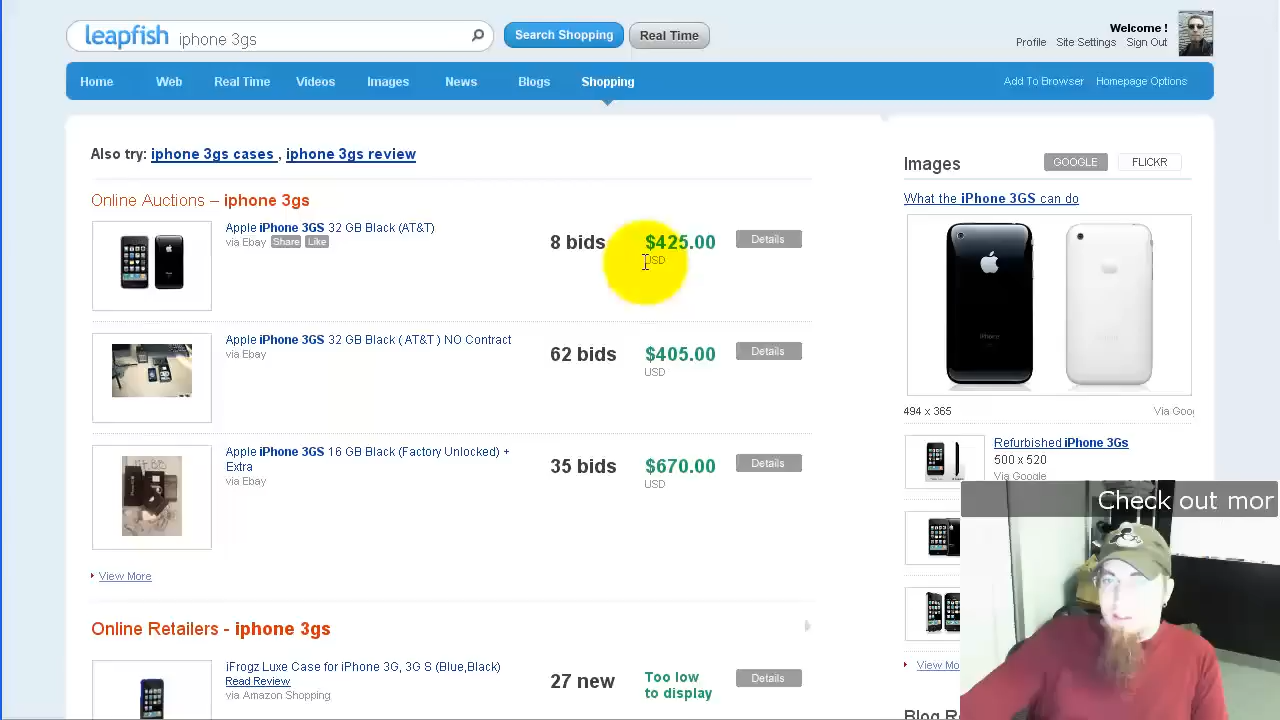 leapfish iphone 3gs
Search Shopping
Real Time
Welcome !
Profile Site Settings Sign Out
Home Web Real Time Videos Images News Blogs Shopping
Add To Browser Homepage Options
Also try: iphone 3gs cases , iphone 3gs review
Online Auctions – iphone 3gs
Apple iPhone 3GS 32 GB Black (AT&T)
via Ebay Share Like
8 bids
$425.00
USD
Details
Apple iPhone 3GS 32 GB Black ( AT&T ) NO Contract
via Ebay
62 bids
$405.00
USD
Details
Apple iPhone 3GS 16 GB Black (Factory Unlocked) +
Extra
via Ebay
35 bids
$670.00
USD
Details
View More
Online Retailers - iphone 3gs
iFrogz Luxe Case for iPhone 3G, 3G S (Blue,Black)
Read Review
via Amazon Shopping
27 new
Too low
to display
Details
Images
GOOGLE
FLICKR
What the iPhone 3GS can do
494 x 365
Via Goo
Refurbished iPhone 3Gs
500 x 520
Via Google
Check out mor
View Mo
Blog Re